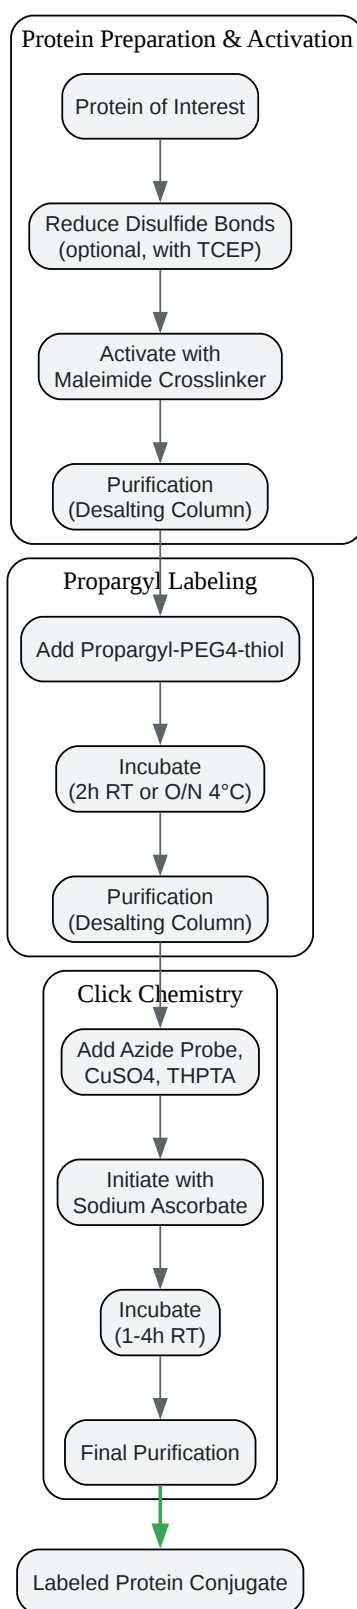 Protein Preparation & Activation
Protein of Interest
Reduce Disulfide Bonds
(optional, with TCEP)
Activate with
Maleimide Crosslinker
Purification
(Desalting Column)
Propargyl Labeling
Add Propargyl-PEG4-thiol
Incubate
(2h RT or O/N 4°C)
Purification
(Desalting Column)
Click Chemistry
Add Azide Probe,
CuSO4, THPTA
Initiate with
Sodium Ascorbate
Incubate
(1-4h RT)
Final Purification
Labeled Protein Conjugate